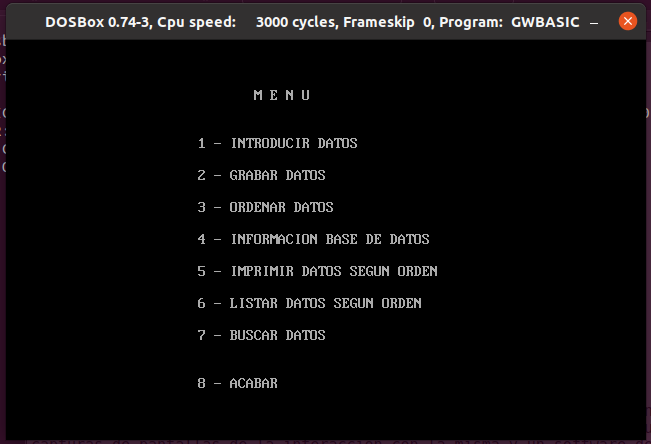 DOSBox 0.74-3, Cpu speed: 3000 cycles, Frameskip 0, Program: GWBASIC
M E N U
1 - INTRODUCIR DATOS
2 - GRABAR DATOS
3 - ORDENAR DATOS
4 - INFORMACION BASE DE DATOS
5 - IMPRIMIR DATOS SEGUN ORDEN
6 - LISTAR DATOS SEGUN ORDEN
7 - BUSCAR DATOS
8 - ACABAR